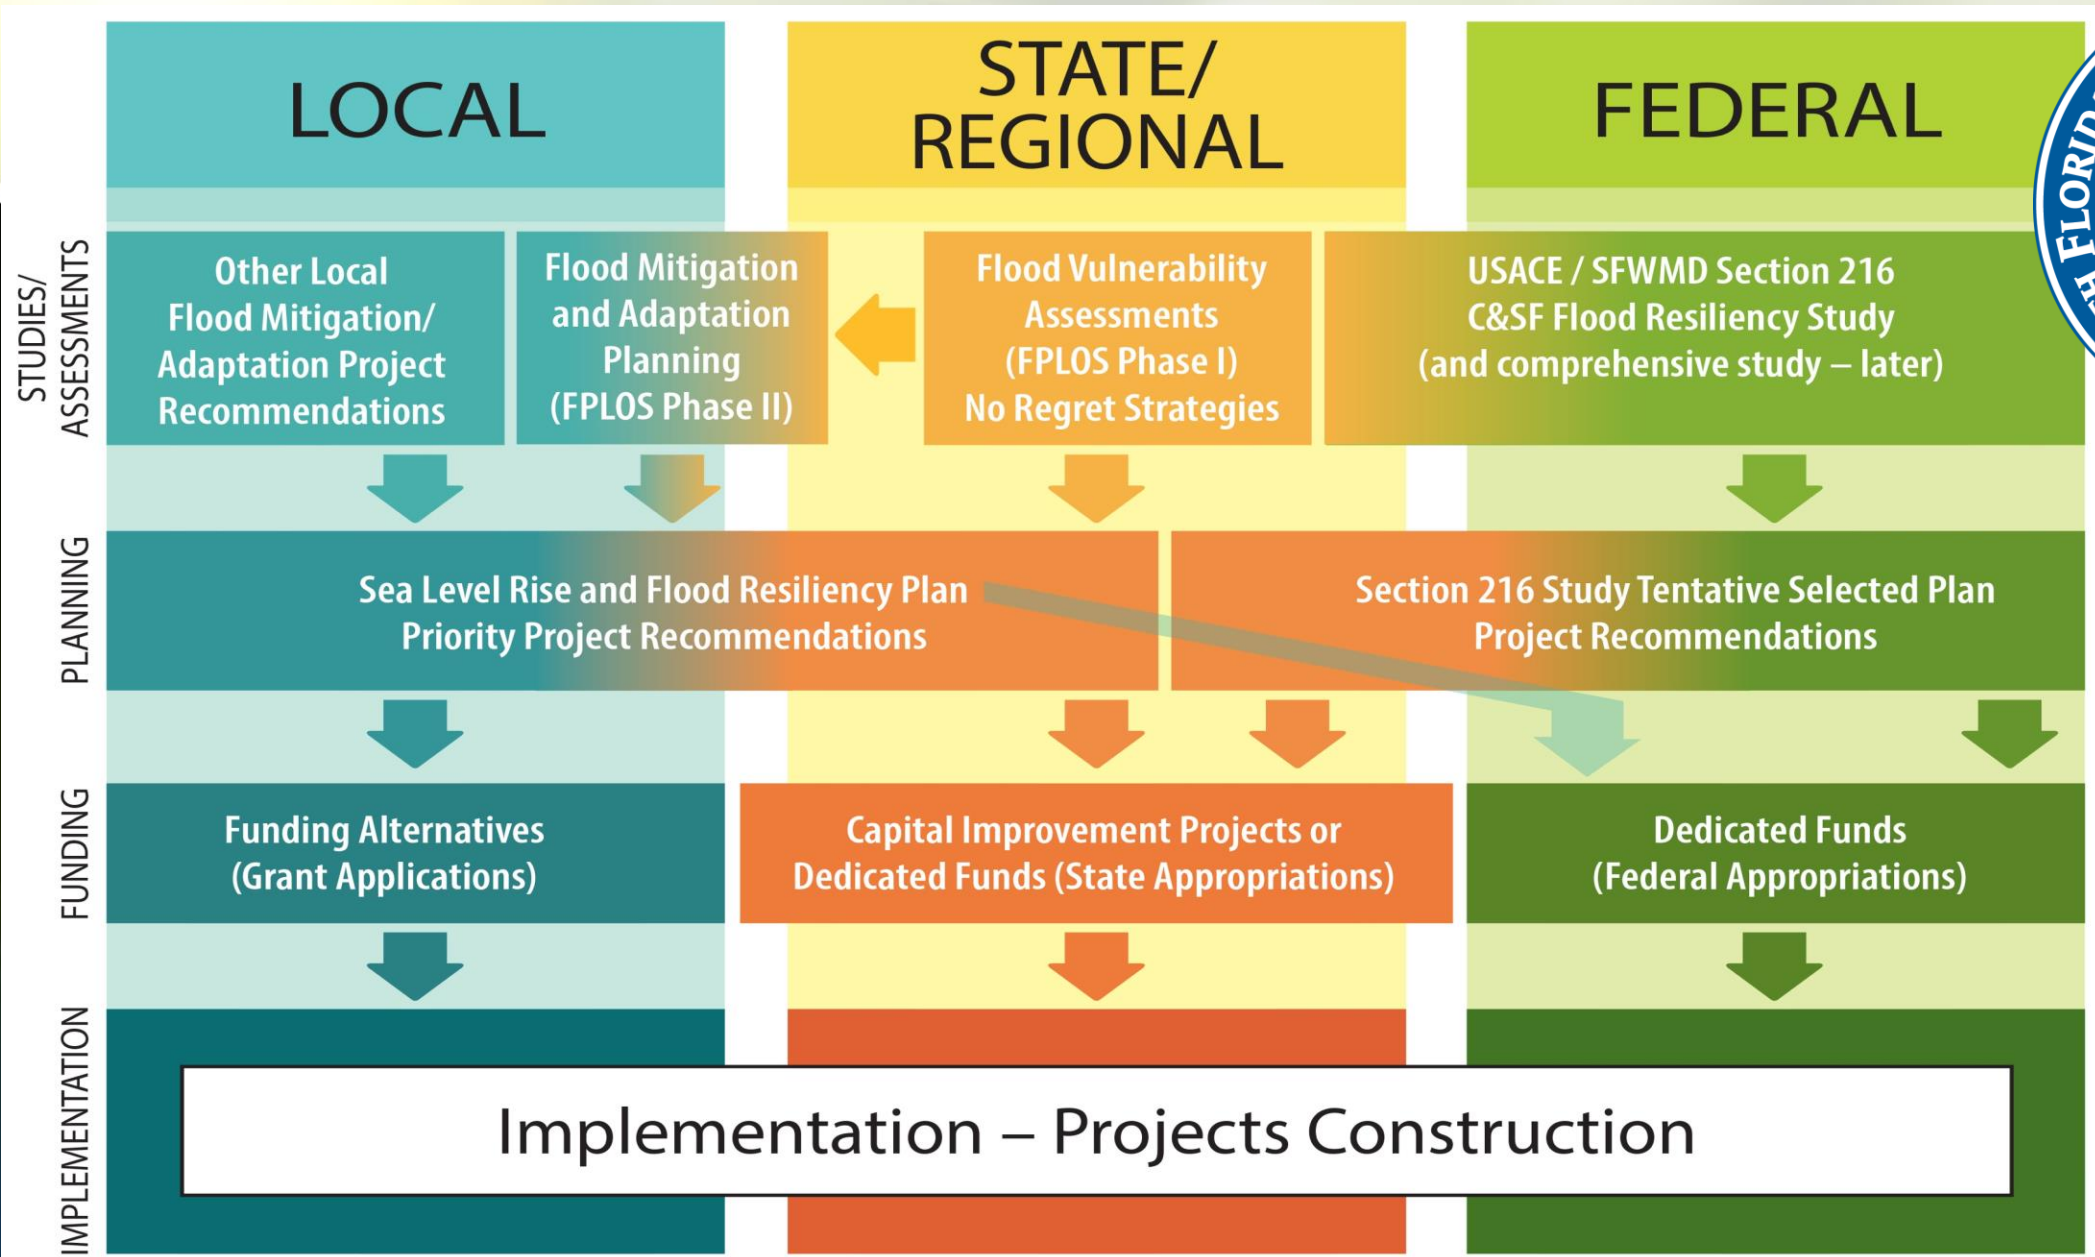 LOCAL
STATE/
REGIONAL
FEDERAL
STUDIES/
ASSESSMENTS
Other Local
Flood Mitigation/
Adaptation Project
Recommendations
Flood Mitigation
and Adaptation
Planning
(FPLOS Phase II)
Flood Vulnerability
Assessments
(FPLOS Phase I)
No Regret Strategies
USACE / SFWMD Section 216
C&SF Flood Resiliency Study
(and comprehensive study – later)
PLANNING
Sea Level Rise and Flood Resiliency Plan
Priority Project Recommendations
Section 216 Study Tentative Selected Plan
Project Recommendations
FUNDING
Funding Alternatives
(Grant Applications)
Capital Improvement Projects or
Dedicated Funds (State Appropriations)
Dedicated Funds
(Federal Appropriations)
IMPLEMENTATION
Implementation – Projects Construction